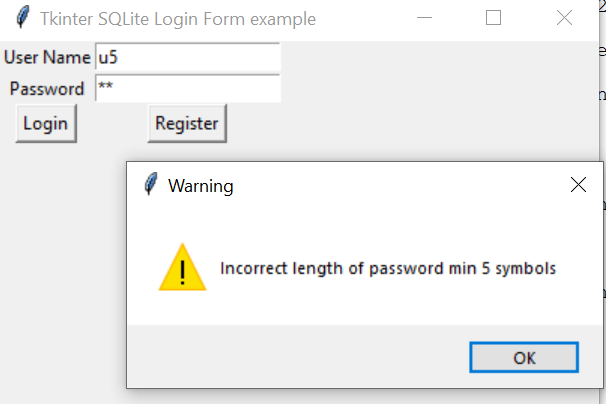 Tkinter SQLite Login Form example
User Name u5
Password **
Login Register
Warning
Incorrect length of password min 5 symbols
OK